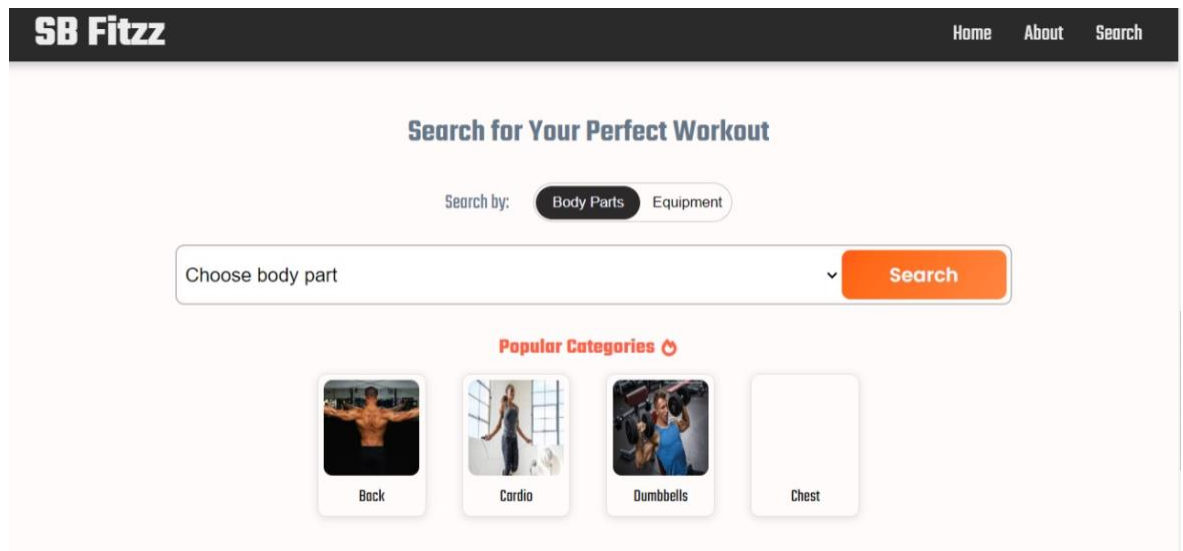 SB Fitzz
Home About Search
Search for Your Perfect Workout
Search by: Body Parts Equipment
Choose body part Search
Popular Categories
Back Cardio Dumbbells Chest